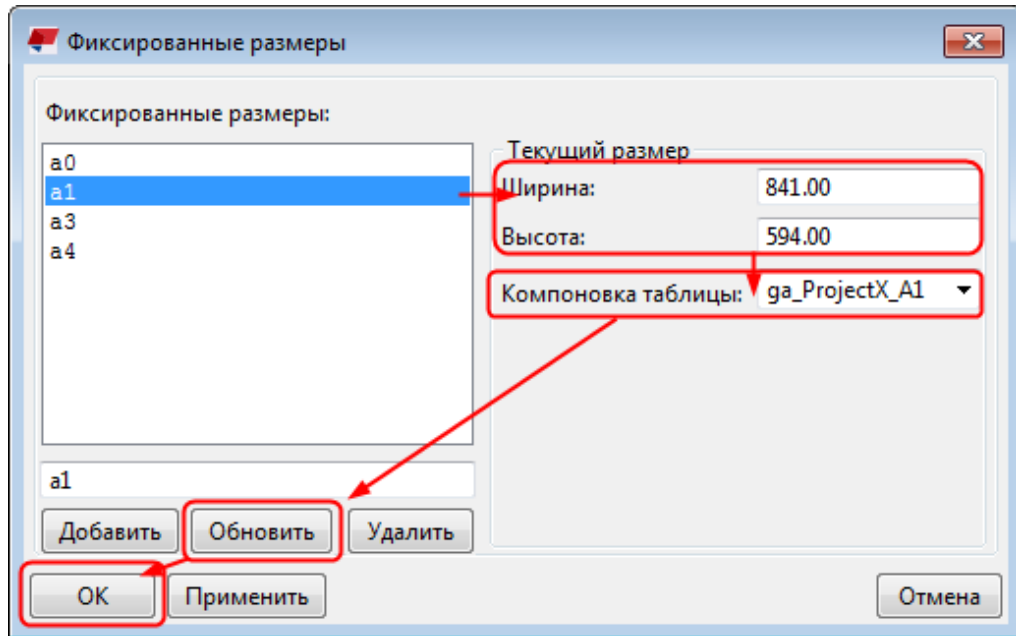 Фиксированные размеры
Фиксированные размеры:
a0
a1
a3
a4
a1
Добавить Обновить Удалить
Текущий размер
Ширина: 841.00
Высота: 594.00
Компоновка таблицы: ga_ProjectX_A1
OK Применить Отмена